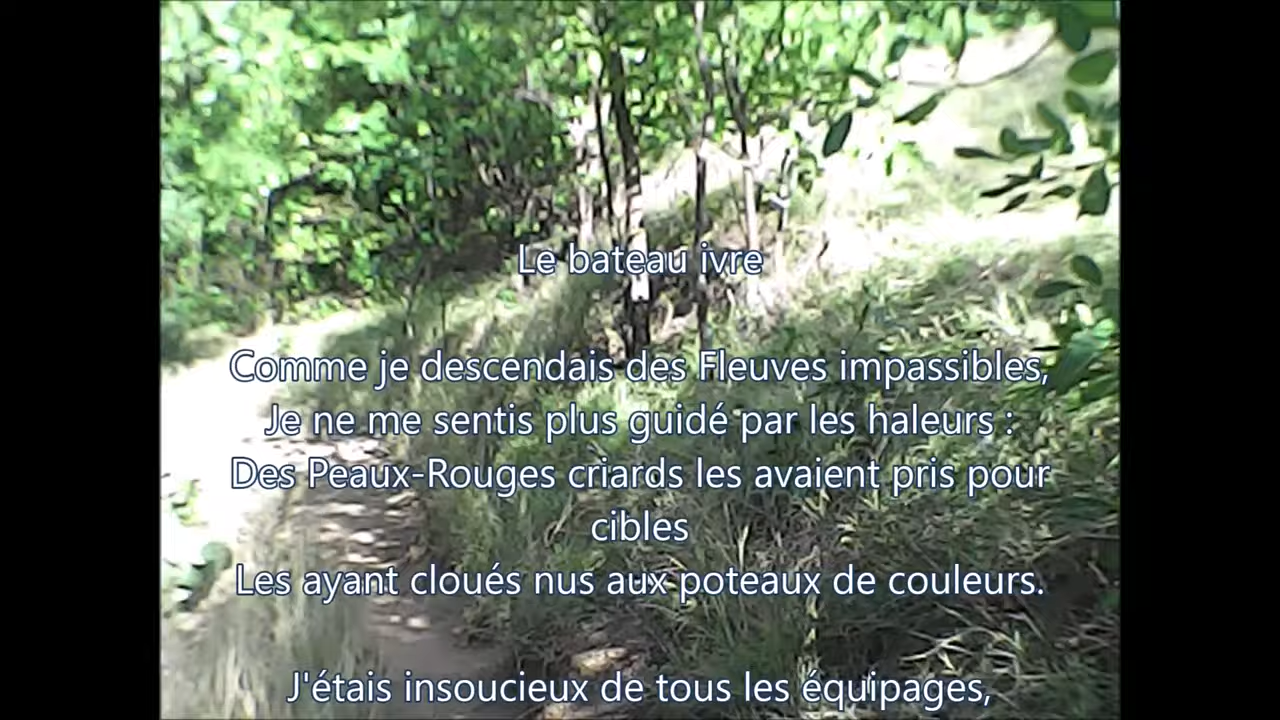 Le bateau ivre
Comme je descendais des Fleuves impassibles,
Je ne me sentis plus guidé par les haleurs :
Des Peaux-Rouges criards les avaient pris pour
cibles
Les ayant cloués nus aux poteaux de couleurs.
J'étais insoucieux de tous les équipages,